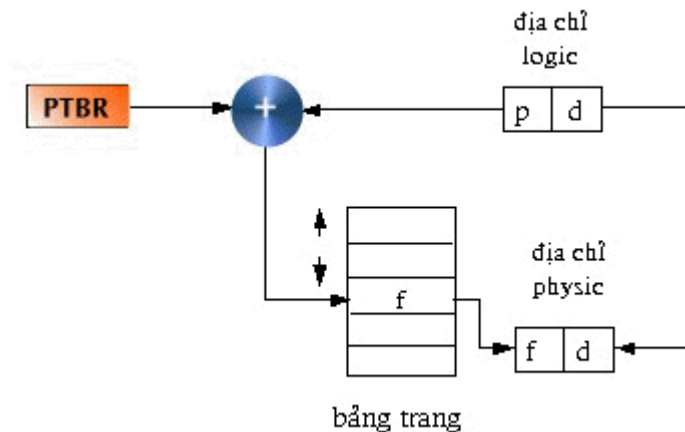 địa chỉ
logic
PTBR
+
p d
f
địa chỉ
physic
f d
bảng trang